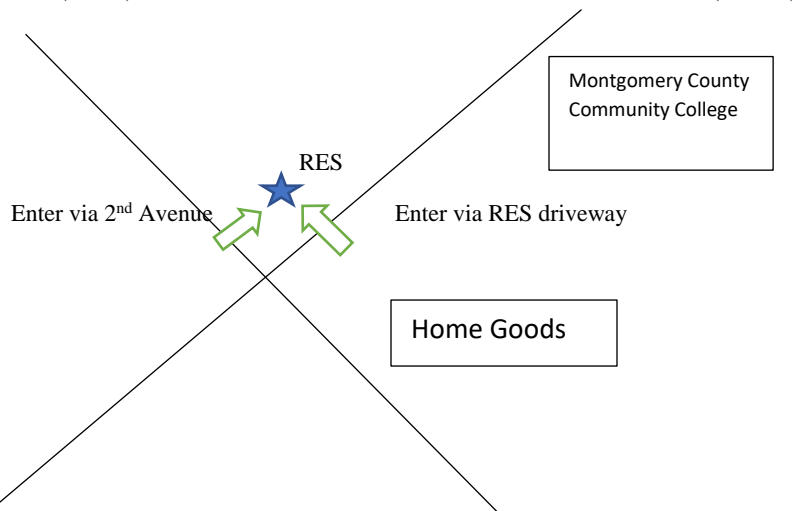 Montgomery County
Community College
RES
Enter via 2nd Avenue
Enter via RES driveway
Home Goods